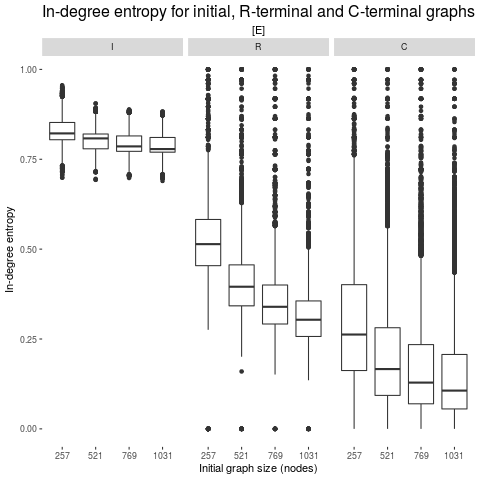 In-degree entropy for initial, R-terminal and C-terminal graphs
[E]
I R C
In-degree entropy
1.00
0.75
0.50
0.25
0.00
257 521 769 1031 257 521 769 1031 257 521 769 1031
Initial graph size (nodes)